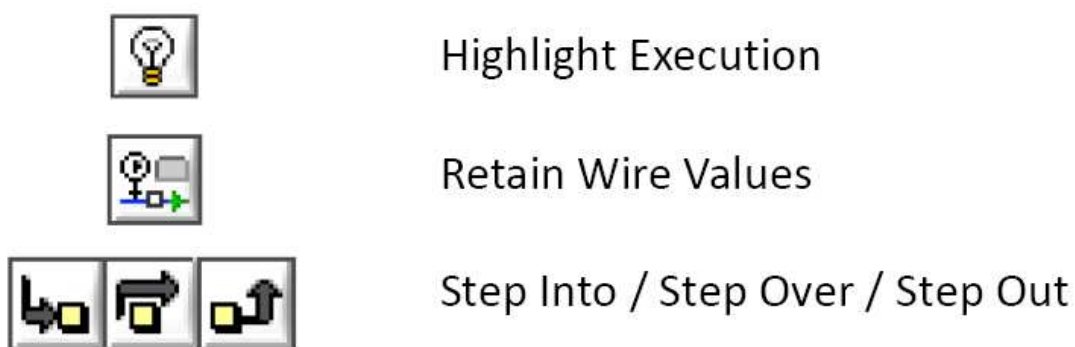 Highlight Execution
Retain Wire Values
Step Into / Step Over / Step Out